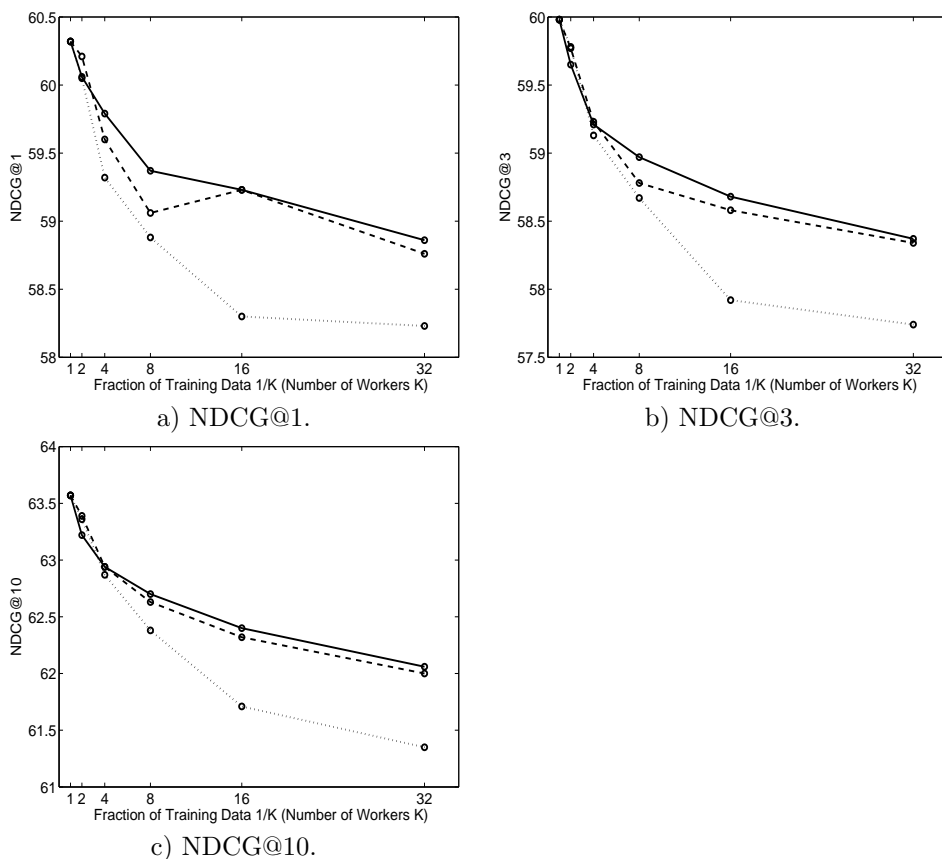 60.5
60
59.5
59
58.5
58
NDCG@1
1 2 4 8 16 32
Fraction of Training Data 1/K (Number of Workers K)
a) NDCG@1.
60
59.5
59
58.5
58
57.5
NDCG@3
1 2 4 8 16 32
Fraction of Training Data 1/K (Number of Workers K)
b) NDCG@3.
64
63.5
63
62.5
62
61.5
61
NDCG@10
1 2 4 8 16 32
Fraction of Training Data 1/K (Number of Workers K)
c) NDCG@10.